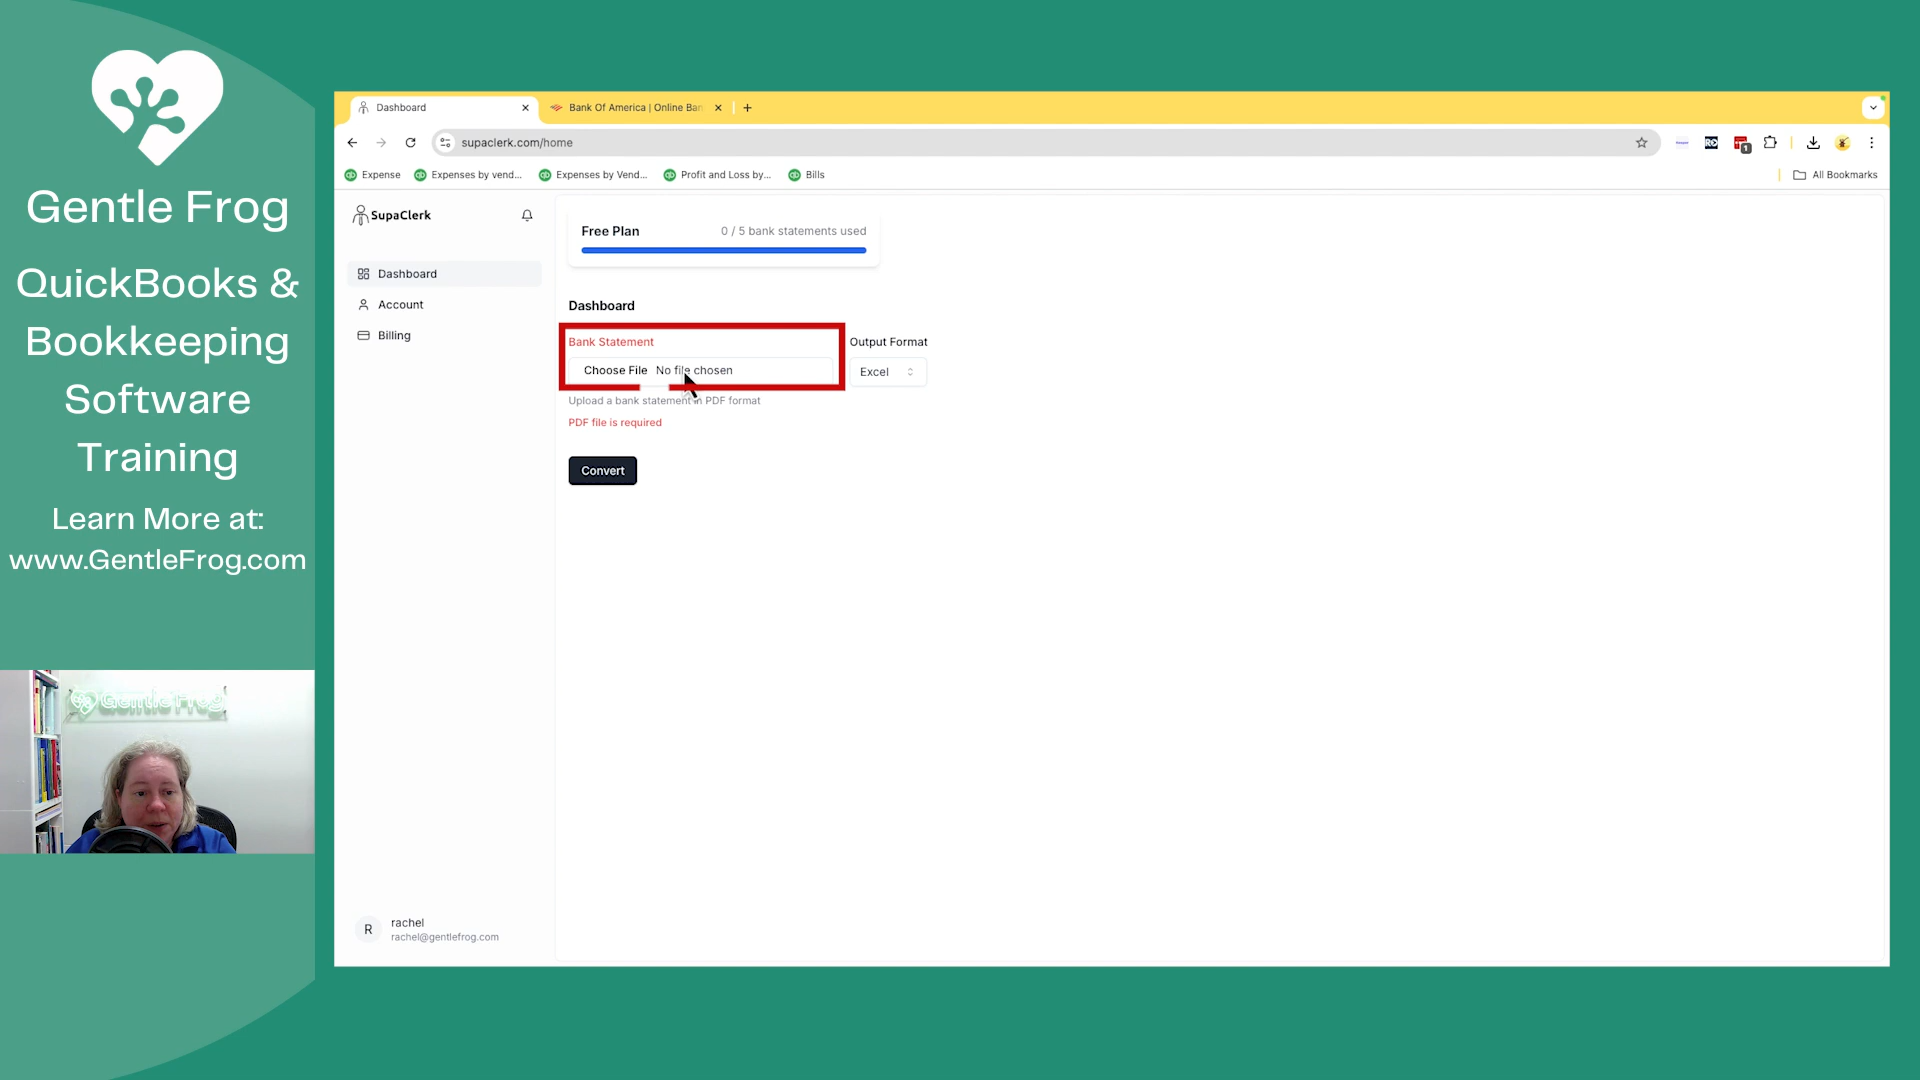 Gentle Frog
QuickBooks &
Bookkeeping
Software
Training
Learn More at:
www.GentleFrog.com
Gentle Frog
Dashboard
Bank Of America | Online Ban
supaclerk.com/home
Expense
Expenses by vend...
Expenses by Vend...
Profit and Loss by...
Bills
All Bookmarks
SupaClerk
Dashboard
Account
Billing
Free Plan
0 / 5 bank statements used
Dashboard
Bank Statement
Output Format
Choose File No file chosen
Excel
Upload a bank statement in PDF format
PDF file is required
Convert
R
rachel
rachel@gentlefrog.com